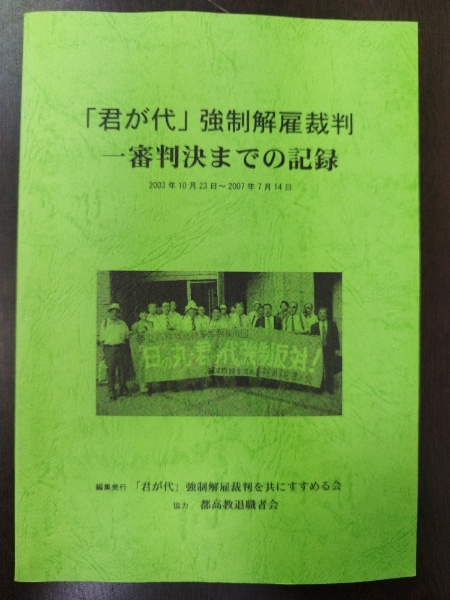 「君が代」強制解雇裁判
一審判決までの記録
2003年10月23日～2007年7月14日
日の丸・君が代強制反対！
編集発行 「君が代」強制解雇裁判を共にすすめる会
協力 都高教退職者会